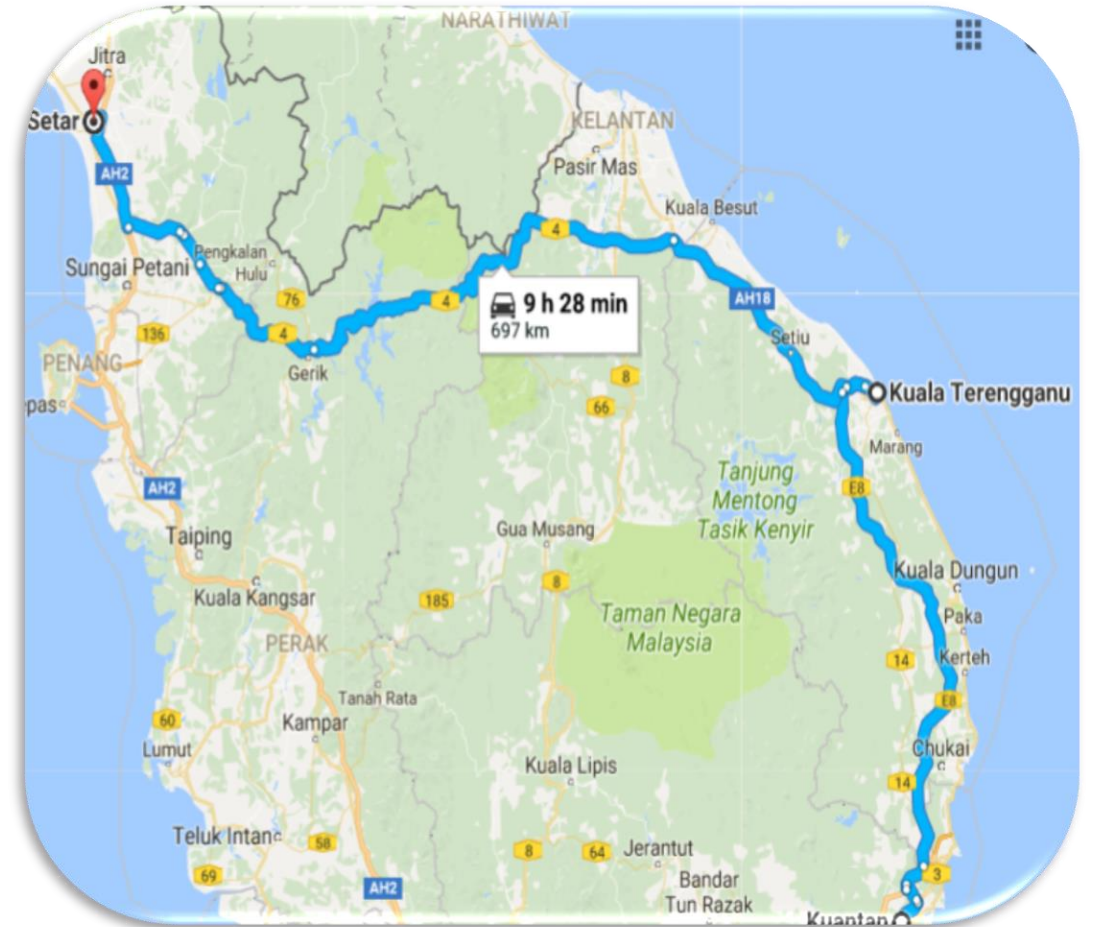 NARATHIWAT
Jitra
Setar
KELANTAN
AH2
Pasir Mas
Kuala Besut
4
Pengkalan
Hulu
Sungai Petani
76
4
9 h 28 min
697 km
AH18
136
4
Setiu
PENANG
Gerik
8
Kuala Terengganu
epas
66
Marang
Tanjung
Mentong
Tasik Kenyir
AH2
E8
Gua Musang
Taiping
Kuala Dungun
8
Kuala Kangsar
185
Taman Negara
Malaysia
Paka
PERAK
14
Kerteh
Tanah Rata
E8
60
Kampar
Lumut
Chukai
Kuala Lipis
14
Teluk Intan
58
8
64
Jerantut
69
3
Bandar
Tun Razak
AH2
Kuantan